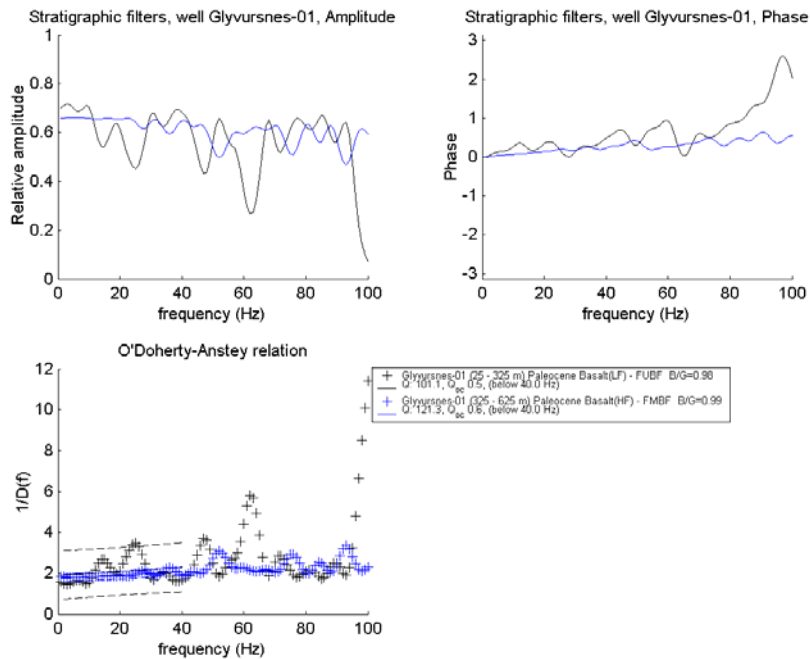 Stratigraphic filters, well Glyvursnes-01, Amplitude
1
0.8
0.6
0.4
0.2
0
Relative amplitude
0 20 40 60 80 100
frequency (Hz)
Stratigraphic filters, well Glyvursnes-01, Phase
3
2
1
0
-1
-2
-3
Phase
0 20 40 60 80 100
frequency (Hz)
O'Doherty-Anstey relation
12
10
8
6
4
2
0
1/D(f)
0 20 40 60 80 100
frequency (Hz)
Glyvursnes-01 (25 - 325 m) Paleocene Basalt(LF) - FUBF B/G=0.98
Q: 101.1, Qoc 0.5, (below 40.0 Hz)
Glyvursnes-01 (325 - 625 m) Paleocene Basalt(HF) - FMBF B/G=0.99
Q: 121.3, Qoc 0.6, (below 40.0 Hz)